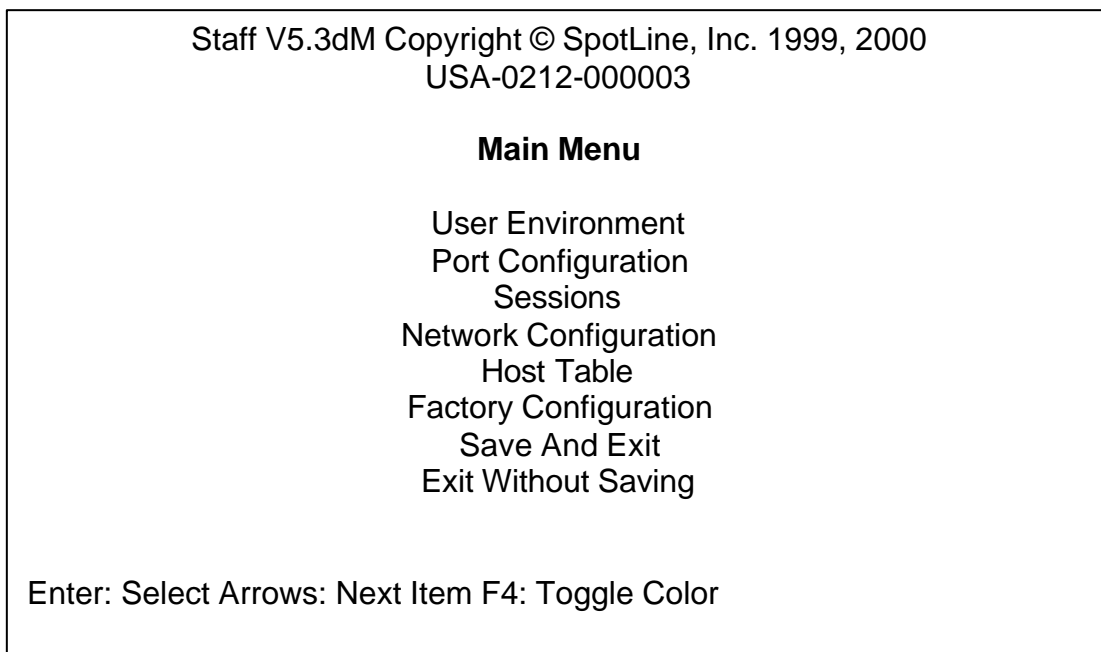 Staff V5.3dM Copyright © SpotLine, Inc. 1999, 2000
USA-0212-000003
Main Menu
User Environment
Port Configuration
Sessions
Network Configuration
Host Table
Factory Configuration
Save And Exit
Exit Without Saving
Enter: Select Arrows: Next Item F4: Toggle Color